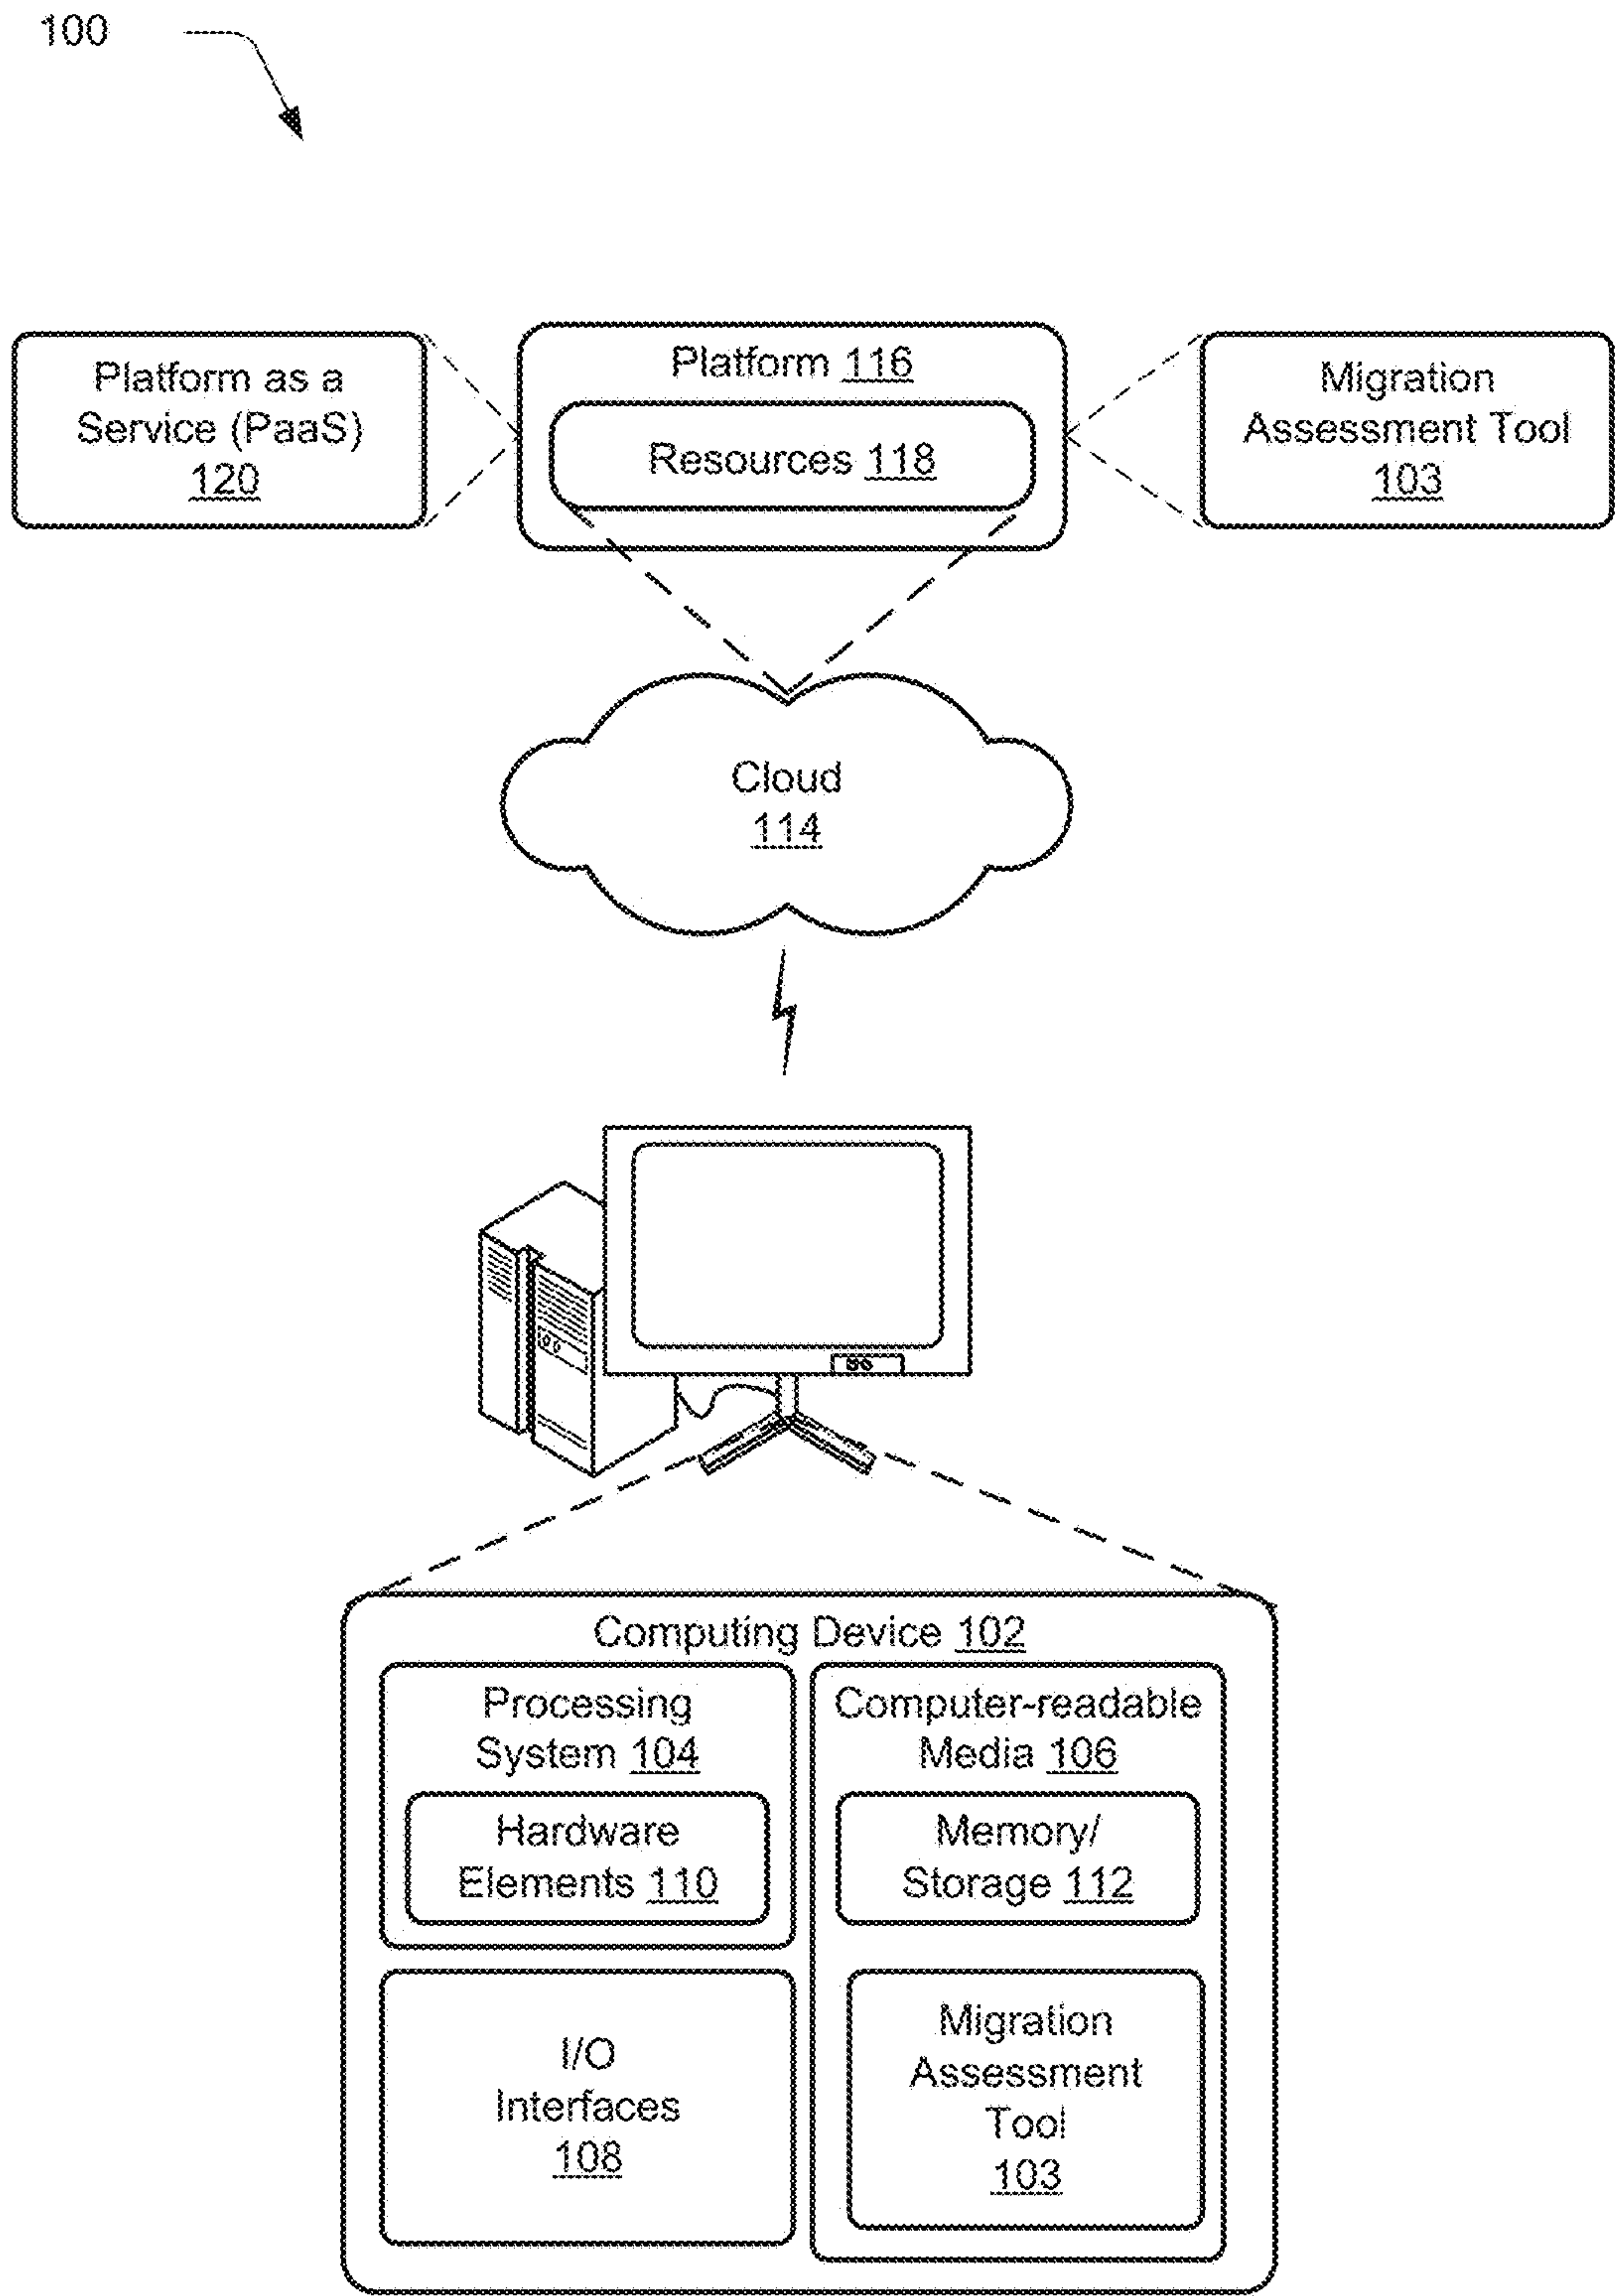 100
Platform as a
Service (PaaS)
120
Platform 116
Resources 118
Migration
Assessment Tool
103
Cloud
114
Computing Device 102
Processing
System 104
Hardware
Elements 110
Computer-readable
Media 106
Memory/
Storage 112
I/O
Interfaces
108
Migration
Assessment
Tool
103